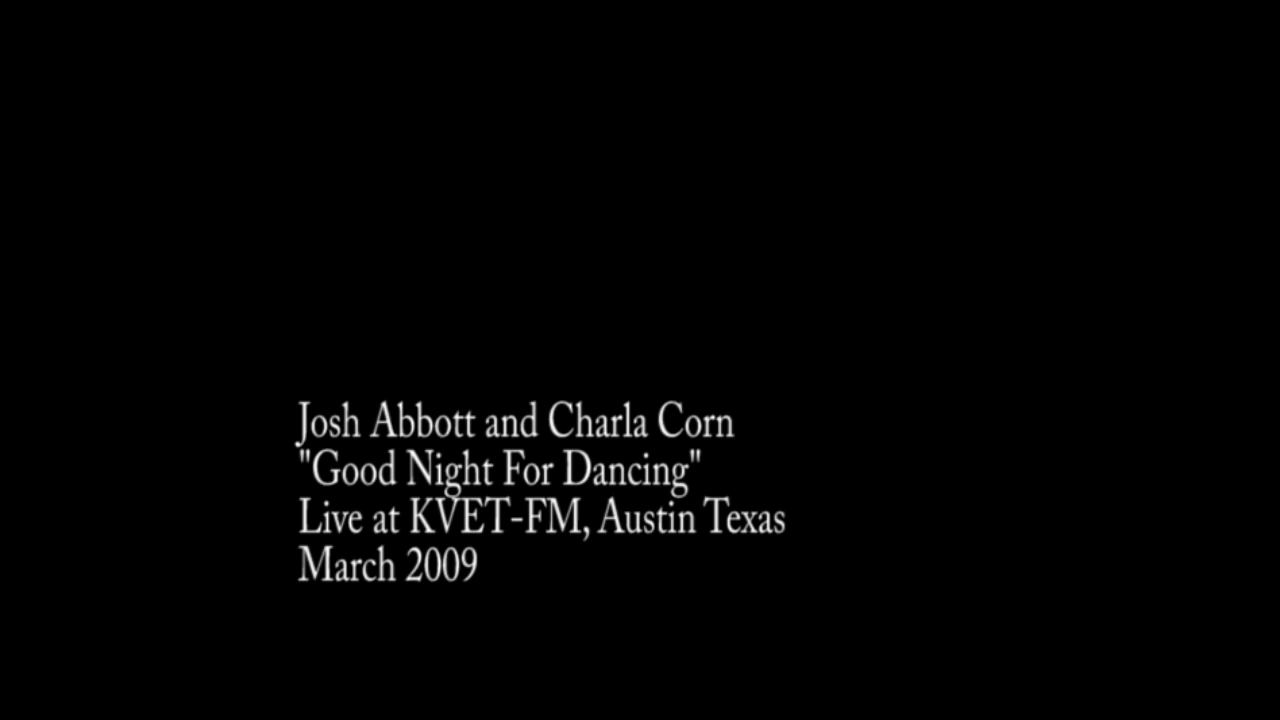 Josh Abbott and Charla Corn
"Good Night For Dancing"
Live at KVET-FM, Austin Texas
March 2009